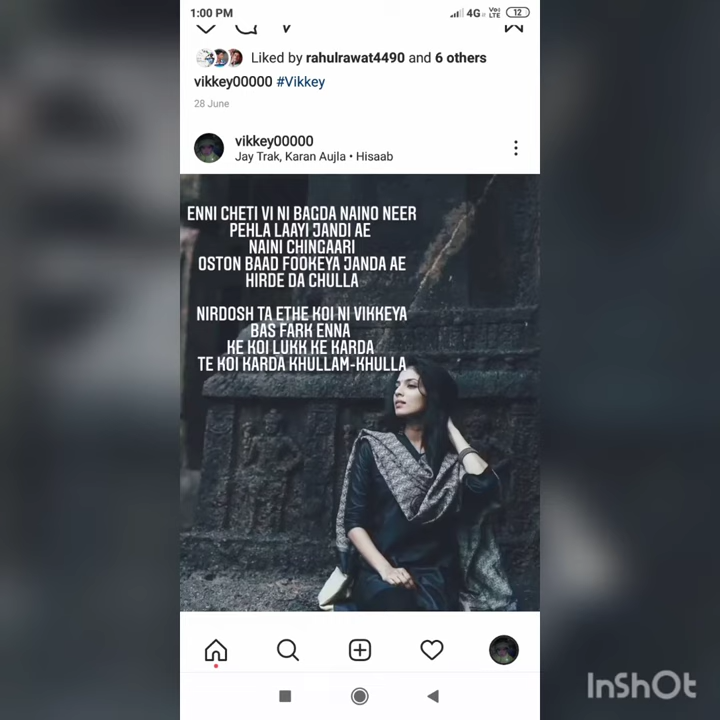 1:00 PM
4G Vo LTE 12
Liked by rahulrawat4490 and 6 others
vikkey00000 #Vikkey
28 June
vikkey00000
Jay Trak, Karan Aujla • Hisaab
ENNI CHETI VI NI BAGDA NAINO NEER
PEHLA LAAYI JANDI AE
NAINI CHINGAARI
OSTON BAAD FOOKEYA JANDA AE
HIRDE DA CHULLA
NIRDOSH TA ETHE KOI NI VIKKEYA
BAS FARK ENNA
KE KOI LUKK KE KARDA
TE KOI KARDA KHULLAM-KHULLA
InShOt